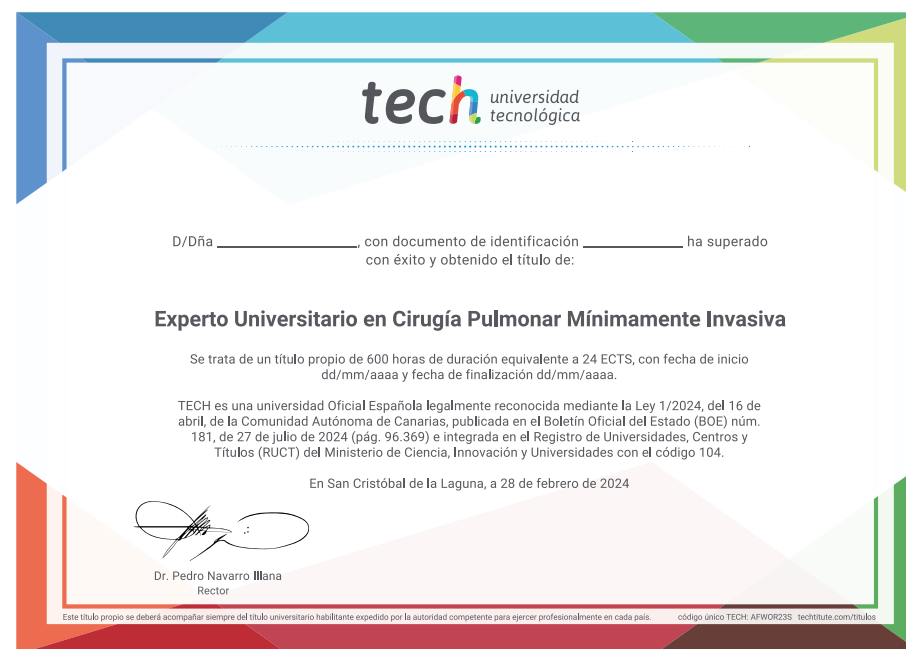 tech universidad
tecnológica
D/Dña ____________, con documento de identificación ____________ ha superado
con éxito y obtenido el título de:
Experto Universitario en Cirugía Pulmonar Mínimamente Invasiva
Se trata de un título propio de 600 horas de duración equivalente a 24 ECTS, con fecha de inicio
dd/mm/aaaa y fecha de finalización dd/mm/aaaa.
TECH es una universidad Oficial Española legalmente reconocida mediante la Ley 1/2024, del 16 de
abril, de la Comunidad Autónoma de Canarias, publicada en el Boletín Oficial del Estado (BOE) núm.
181, de 27 de julio de 2024 (pág. 96.369) e integrada en el Registro de Universidades, Centros y
Títulos (RUCT) del Ministerio de Ciencia, Innovación y Universidades con el código 104.
En San Cristóbal de la Laguna, a 28 de febrero de 2024
Dr. Pedro Navarro Illana
Rector
Este título propio se deberá acompañar siempre del título universitario habilitante expedido por la autoridad competente para ejercer profesionalmente en cada país. código único TECH: AFWOR23S techtitute.com/titulos